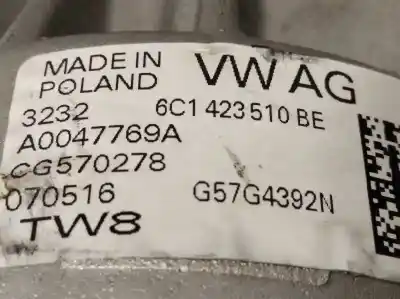 MADE IN
POLAND
VW AG
3232
6C1 423 510 BE
A0047769A
CG570278
070516
G57G4392N
TW8